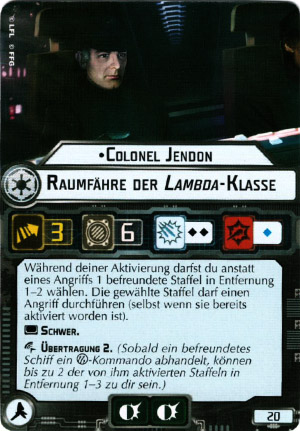 © LFL © FFG
•Colonel Jendon
Raumfähre der Lambda-Klasse
3 6
Während deiner Aktivierung darfst du anstatt
eines Angriffs 1 befreundete Staffel in Entfernung
1–2 wählen. Die gewählte Staffel darf einen
Angriff durchführen (selbst wenn sie bereits
aktiviert worden ist).
Schwer.
Übertragung 2. (Sobald ein befreundetes
Schiff ein -Kommando abhandelt, können
bis zu 2 der von ihm aktivierten Staffeln in
Entfernung 1–3 zu dir sein.)
20